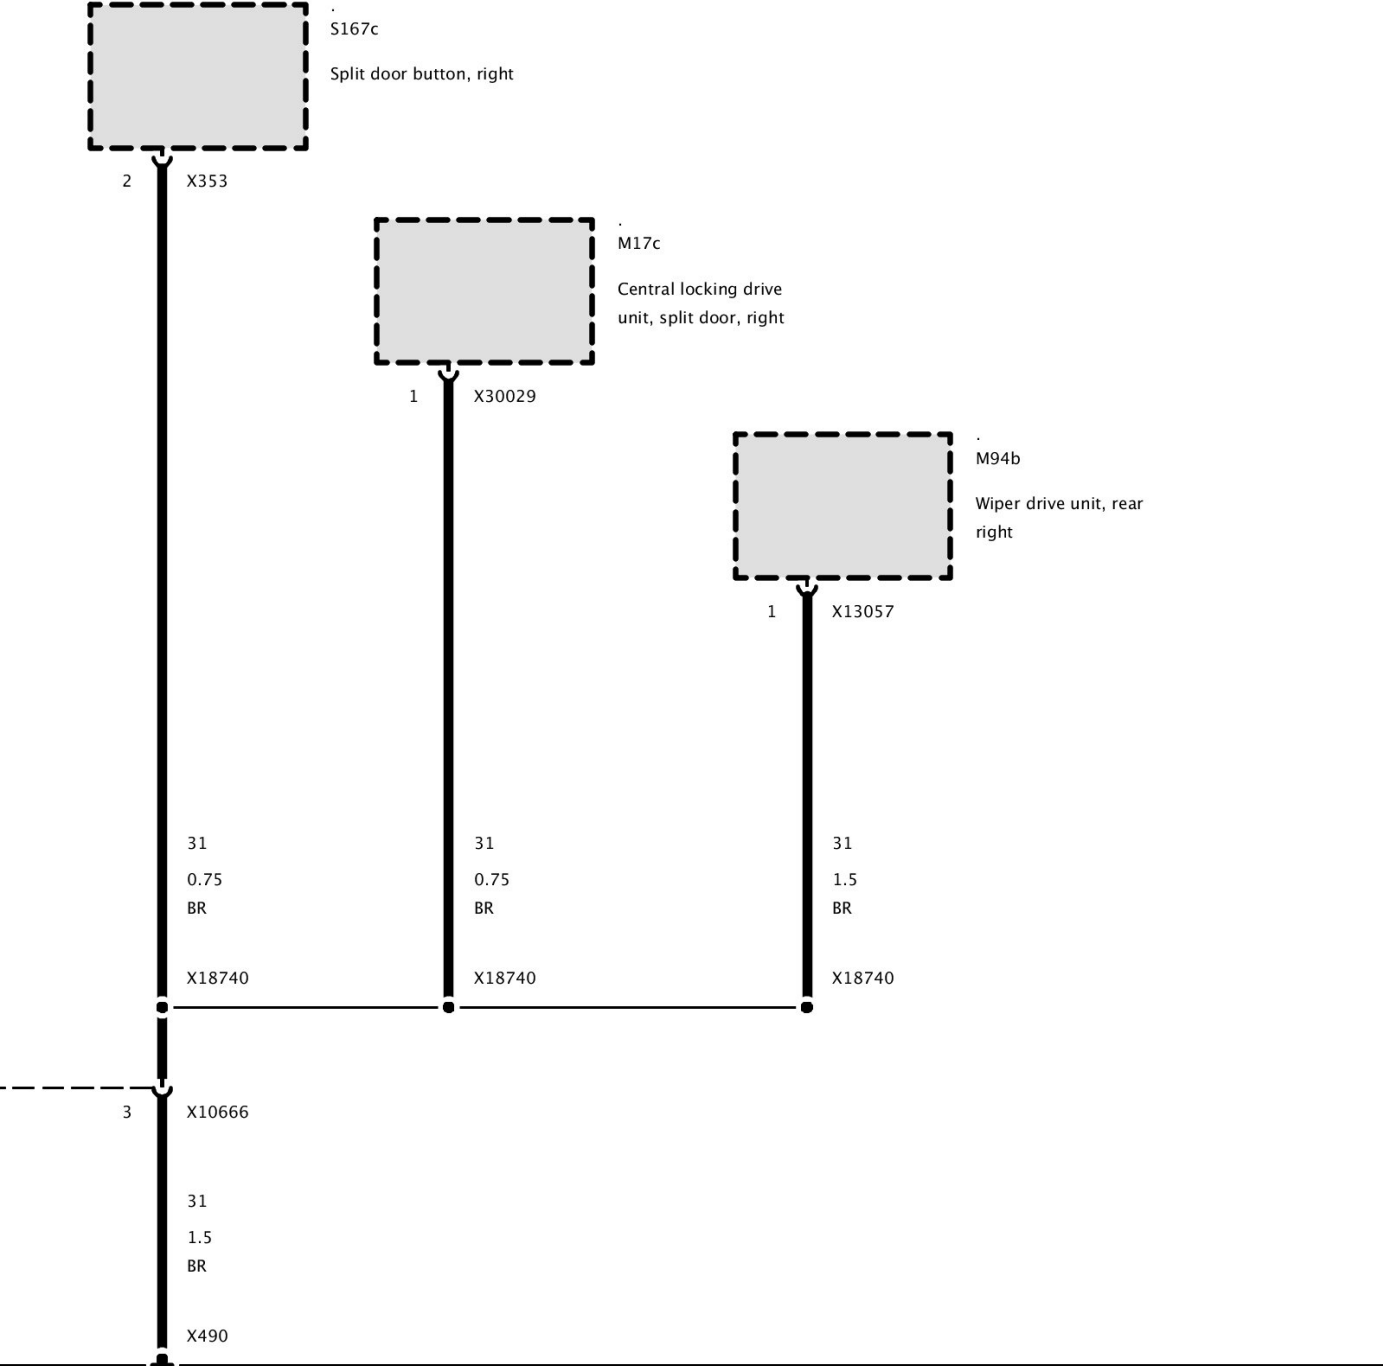 .
S167c
Split door button, right
2 X353
.
M17c
Central locking drive
unit, split door, right
1 X30029
.
M94b
Wiper drive unit, rear
right
1 X13057
31 31 31
0.75 0.75 1.5
BR BR BR
X18740 X18740 X18740
3 X10666
31
1.5
BR
X490